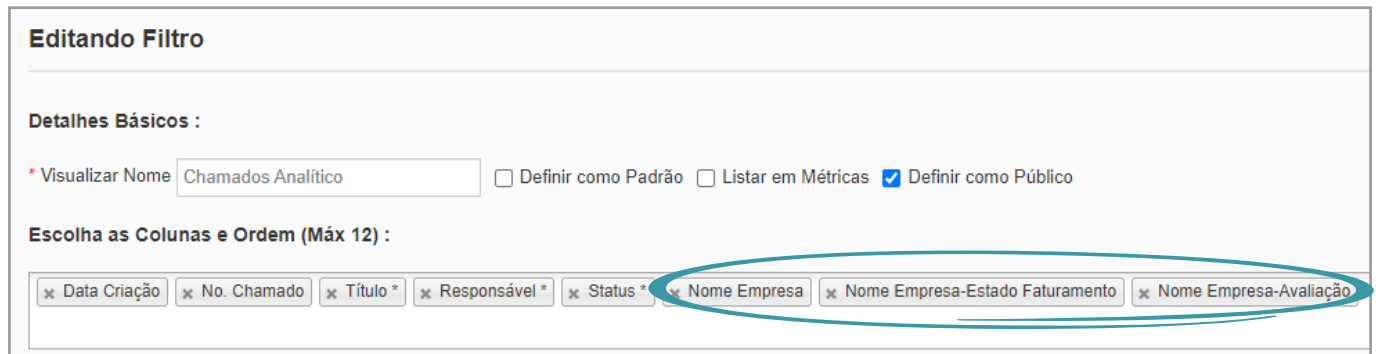 Editando Filtro
Detalhes Básicos :
* Visualizar Nome Chamados Analítico Definir como Padrão Listar em Métricas Definir como Público
Escolha as Colunas e Ordem (Máx 12) :
× Data Criação × No. Chamado × Título * × Responsável * × Status * × Nome Empresa × Nome Empresa-Estado Faturamento × Nome Empresa-Avaliação